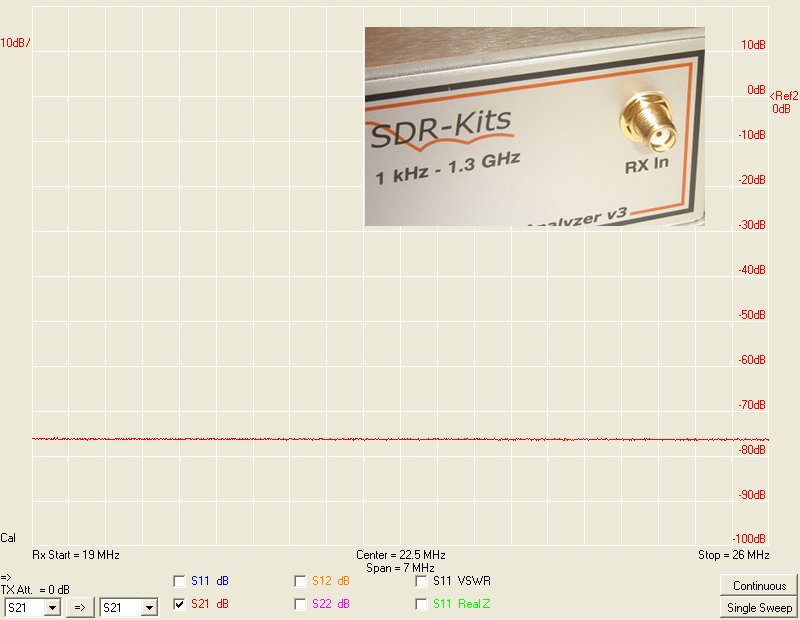 10dB/
10dB
0dB
<Ref2
0dB
-10dB
-20dB
-30dB
-40dB
-50dB
-60dB
-70dB
-80dB
-90dB
-100dB
SDR-Kits
1 kHz - 1.3 GHz
RX In
v3
Cal
Rx Start = 19 MHz
Center = 22.5 MHz
Stop = 26 MHz
Span = 7 MHz
=>
TX Att. = 0 dB
S11 dB
S12 dB
S11 VSWR
Continuous
S21
=>
S21
S21 dB
S22 dB
S11 Real Z
Single Sweep